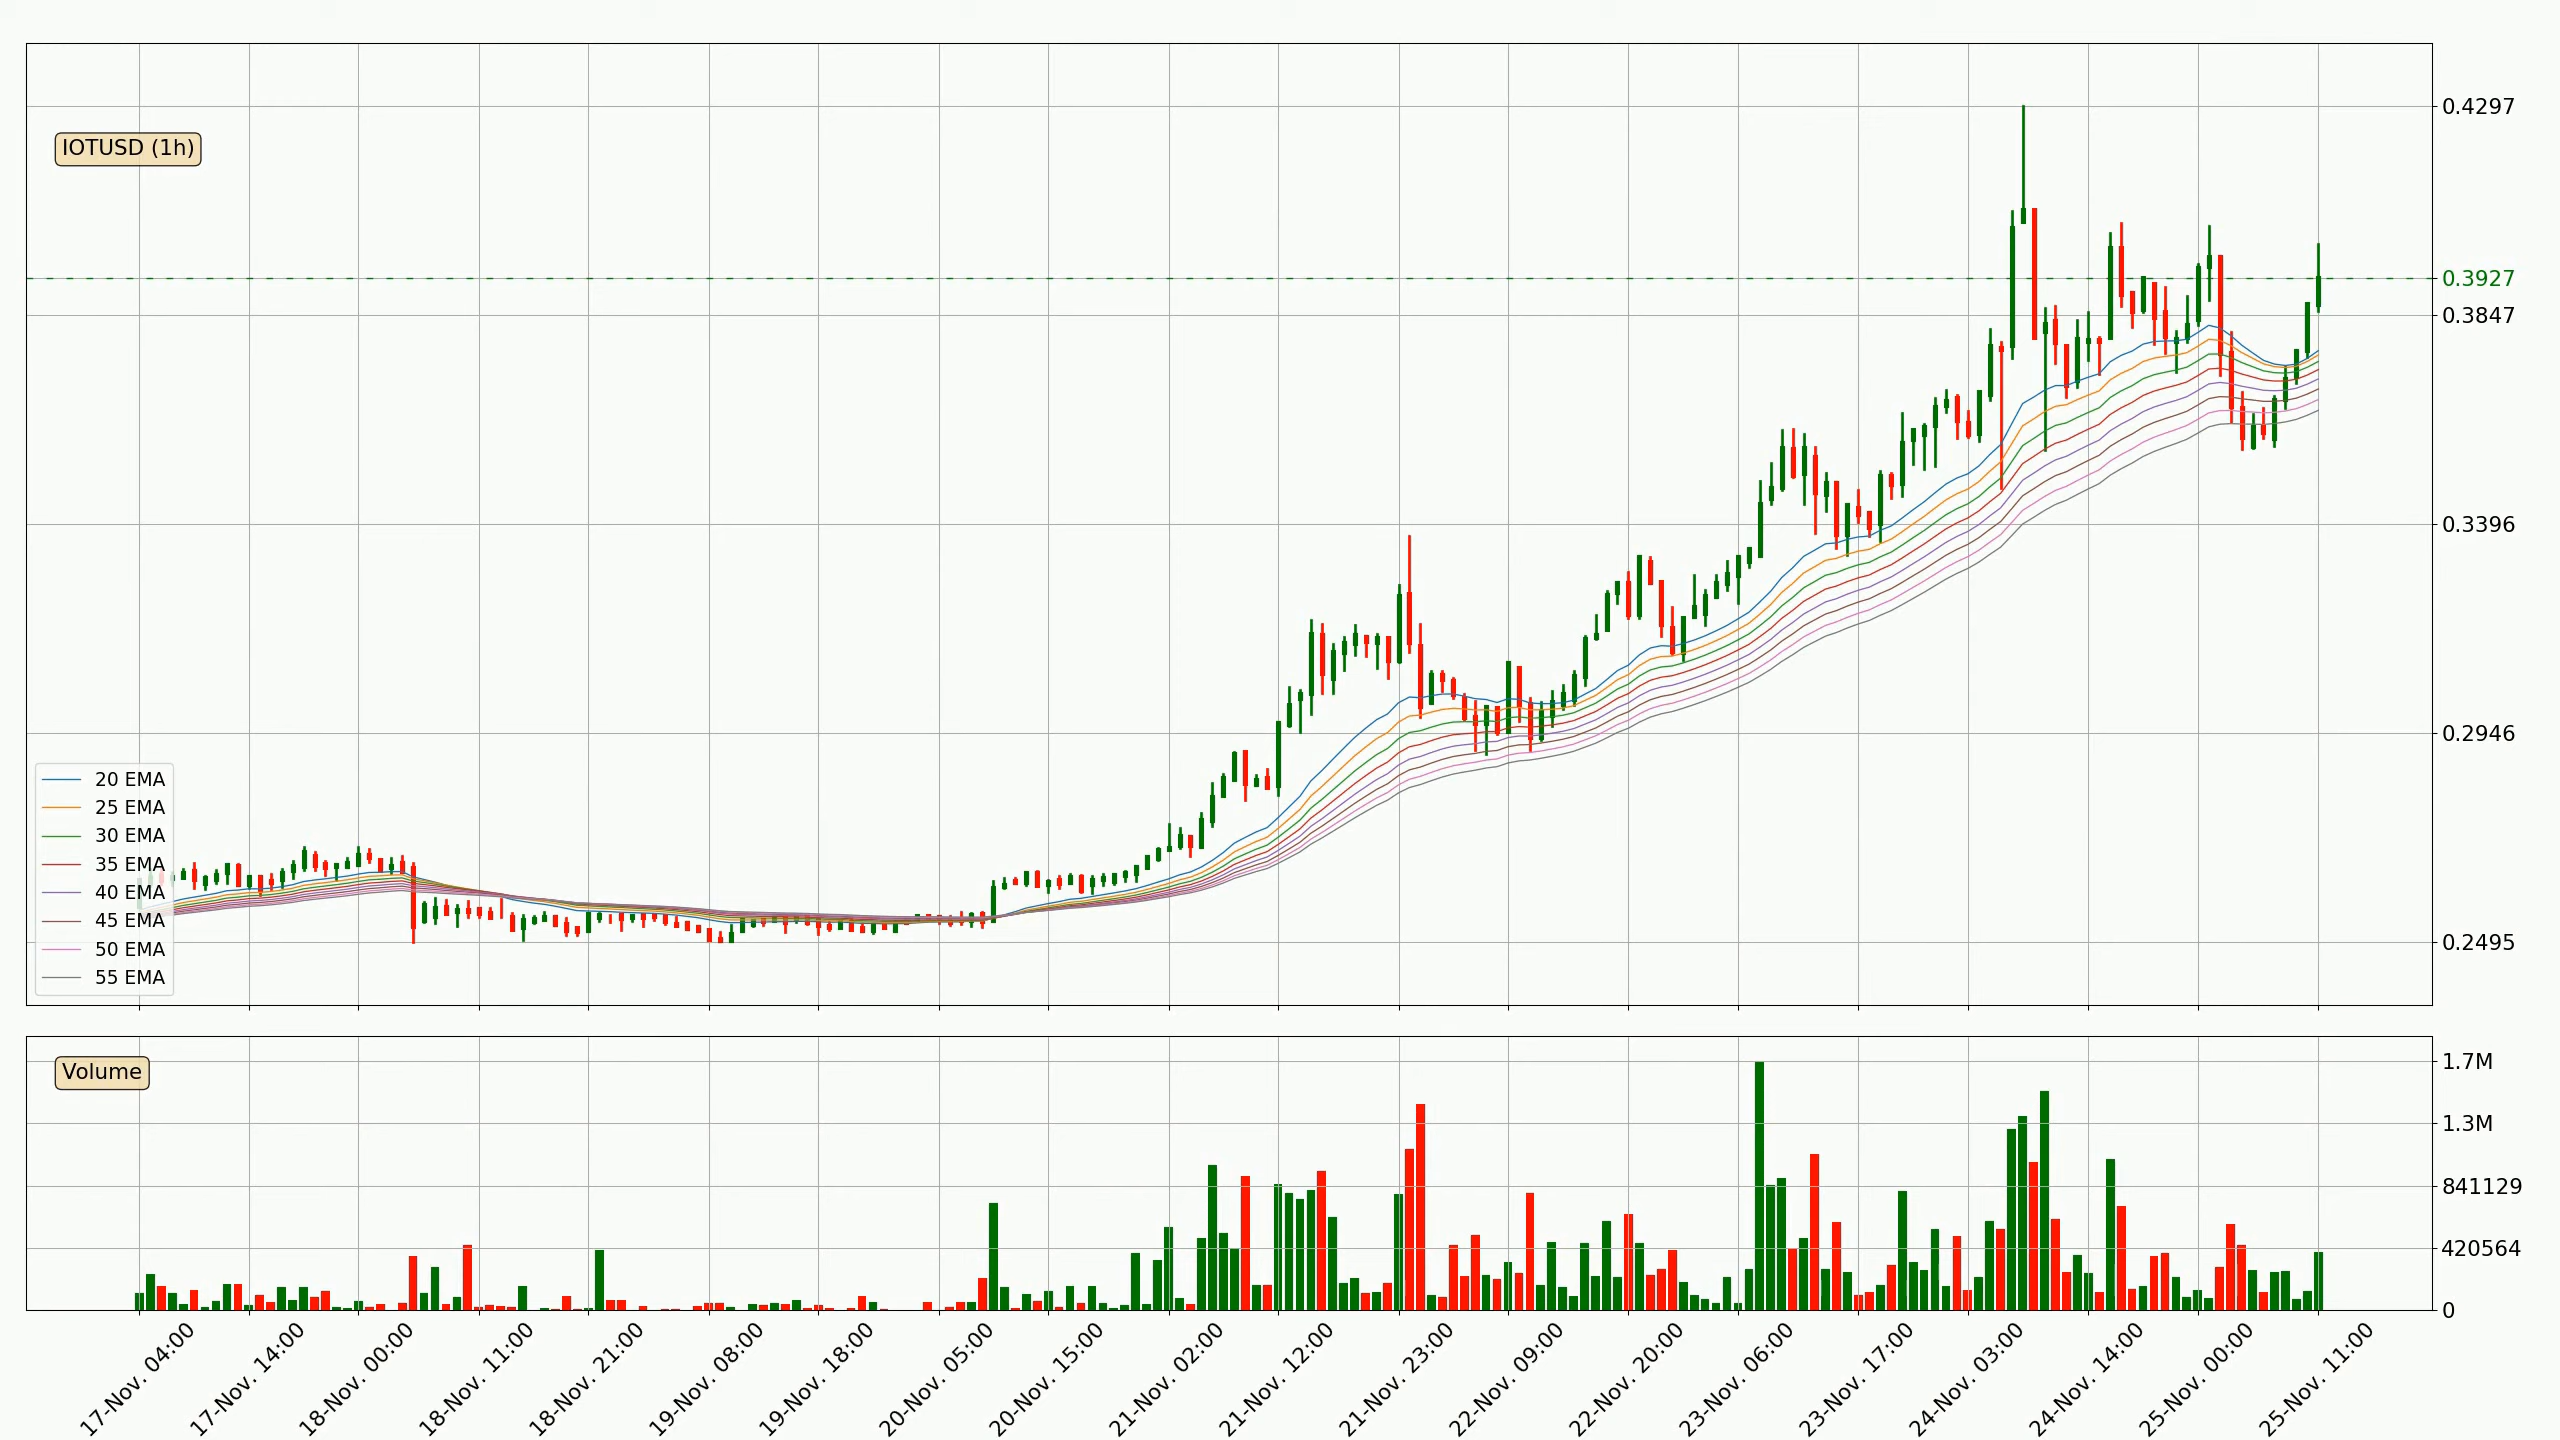 IOTUSD (1h)
0.4297
0.3927
0.3847
0.3396
0.2946
0.2495
20 EMA
25 EMA
30 EMA
35 EMA
40 EMA
45 EMA
50 EMA
55 EMA
Volume
1.7M
1.3M
841129
420564
0
17-Nov. 04:00
17-Nov. 14:00
18-Nov. 00:00
18-Nov. 11:00
18-Nov. 21:00
19-Nov. 08:00
19-Nov. 18:00
20-Nov. 05:00
20-Nov. 15:00
21-Nov. 02:00
21-Nov. 12:00
21-Nov. 23:00
22-Nov. 09:00
22-Nov. 20:00
23-Nov. 06:00
23-Nov. 17:00
24-Nov. 03:00
24-Nov. 14:00
25-Nov. 00:00
25-Nov. 11:00